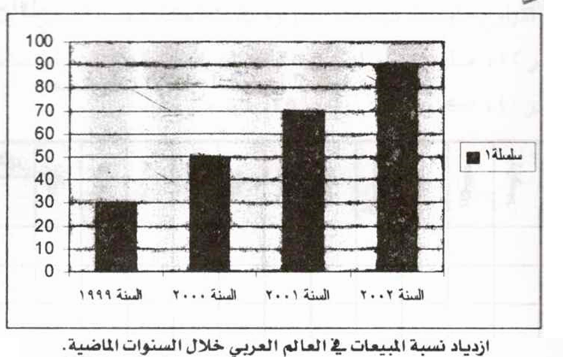 100
90
80
70
60
50
40
30
20
10
0
سلسلة١
السنة ١٩٩٩
السنة ٢٠٠٠
السنة ٢٠٠١
السنة ٢٠٠٢
ازدياد نسبة المبيعات في العالم العربي خلال السنوات الماضية.